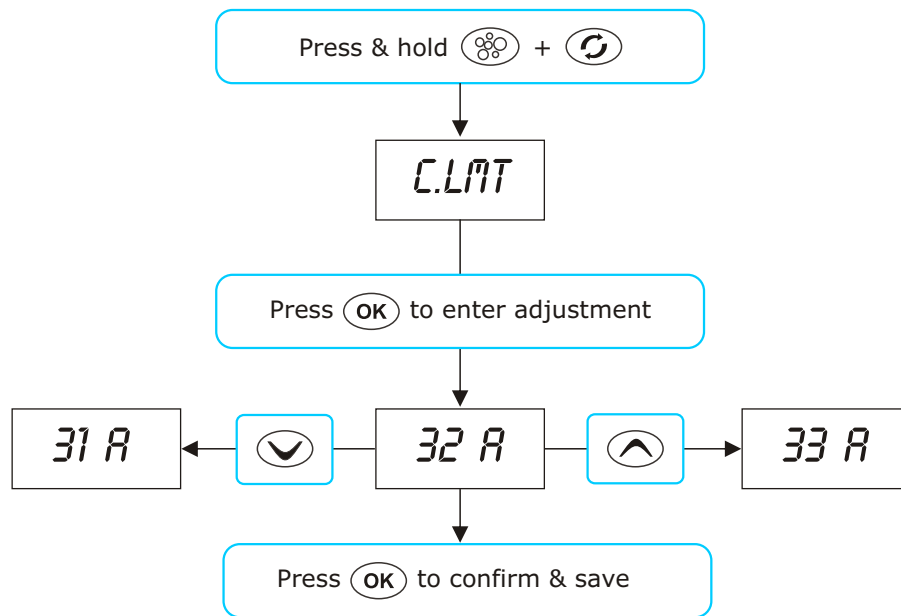 Press & hold +
C.LMT
Press OK to enter adjustment
31 A 32 A 33 A
Press OK to confirm & save